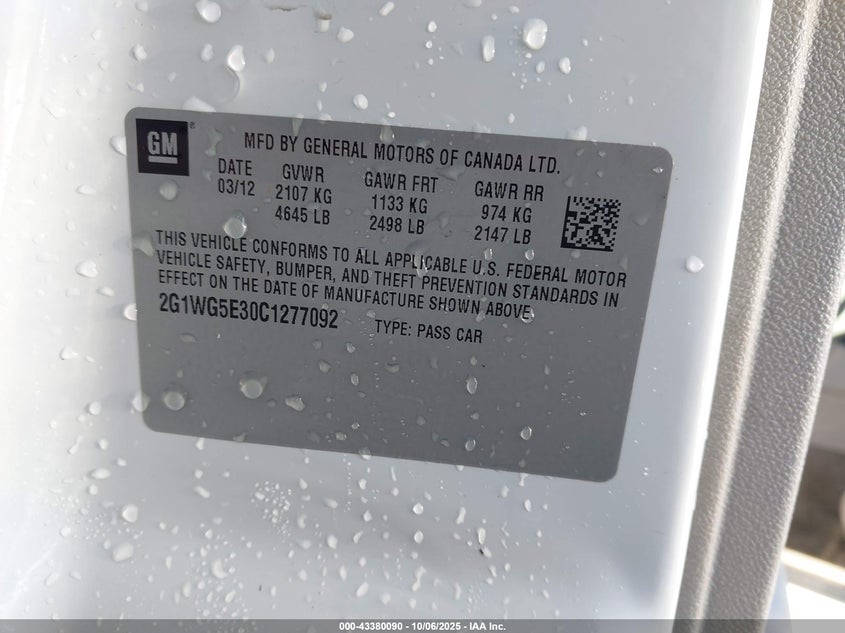 GM
MFD BY GENERAL MOTORS OF CANADA LTD.
DATE GVWR GAWR FRT GAWR RR
03/12 2107 KG 1133 KG 974 KG
4645 LB 2498 LB 2147 LB
THIS VEHICLE CONFORMS TO ALL APPLICABLE U.S. FEDERAL MOTOR
VEHICLE SAFETY, BUMPER, AND THEFT PREVENTION STANDARDS IN
EFFECT ON THE DATE OF MANUFACTURE SHOWN ABOVE.
2G1WG5E30C1277092 TYPE: PASS CAR
000-43380090 - 10/06/2025 - IAA Inc.